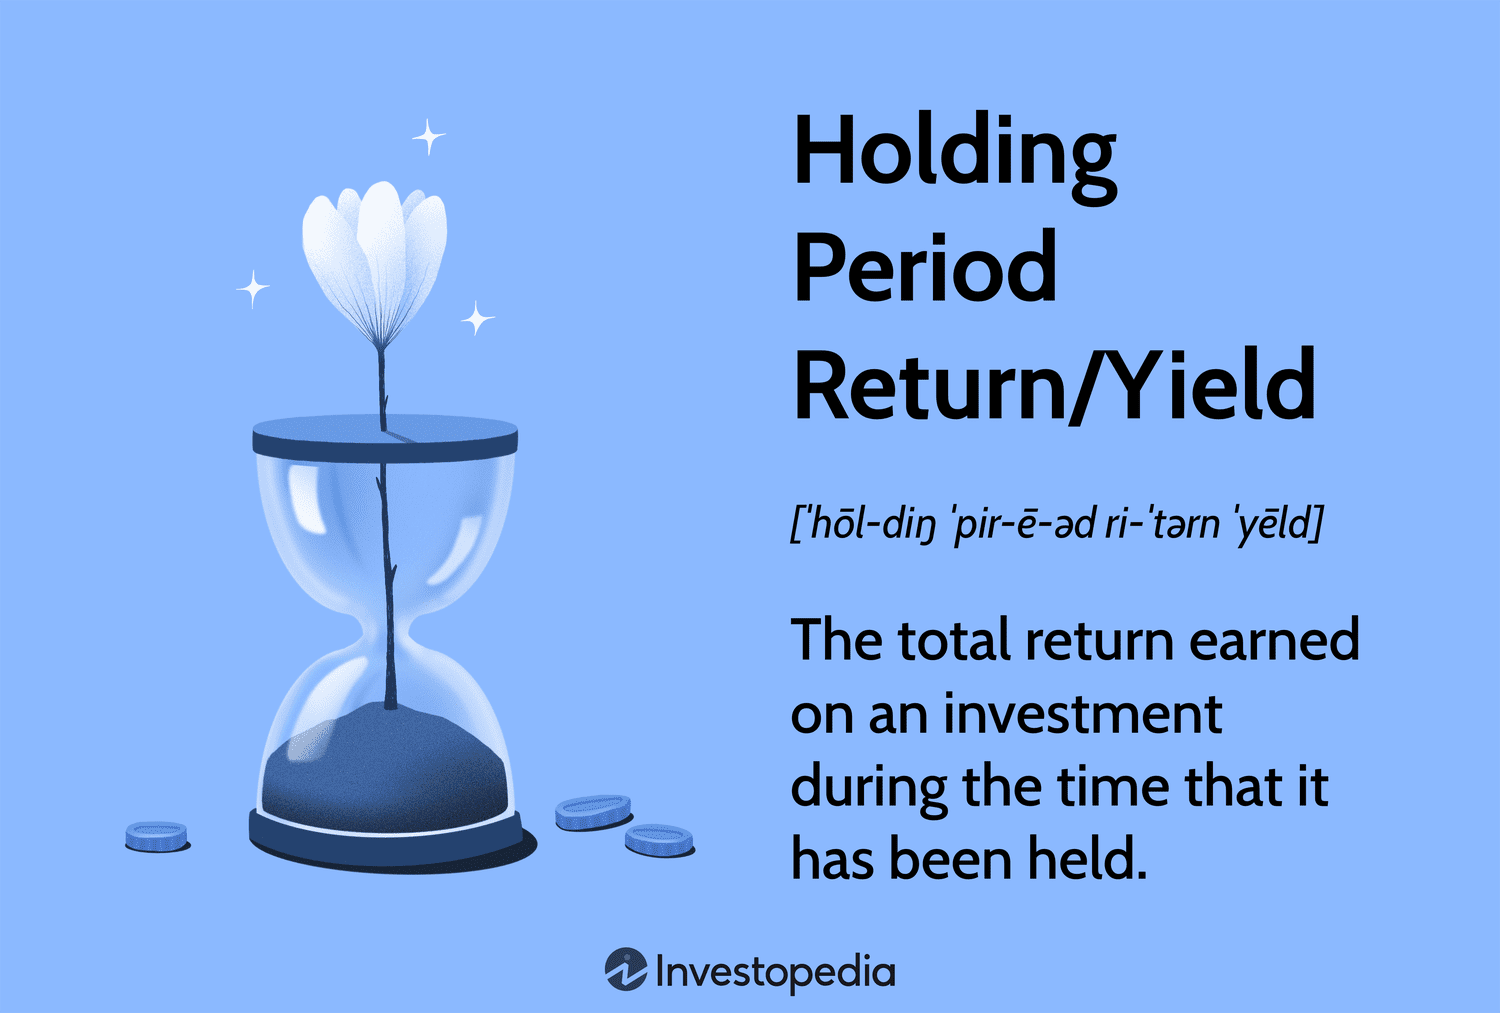 Holding
Period
Return/Yield
[ˈhōl-diŋ ˈpir-ē-əd ri-ˈtərn ˈyēld]
The total return earned
on an investment
during the time that it
has been held.
Investopedia